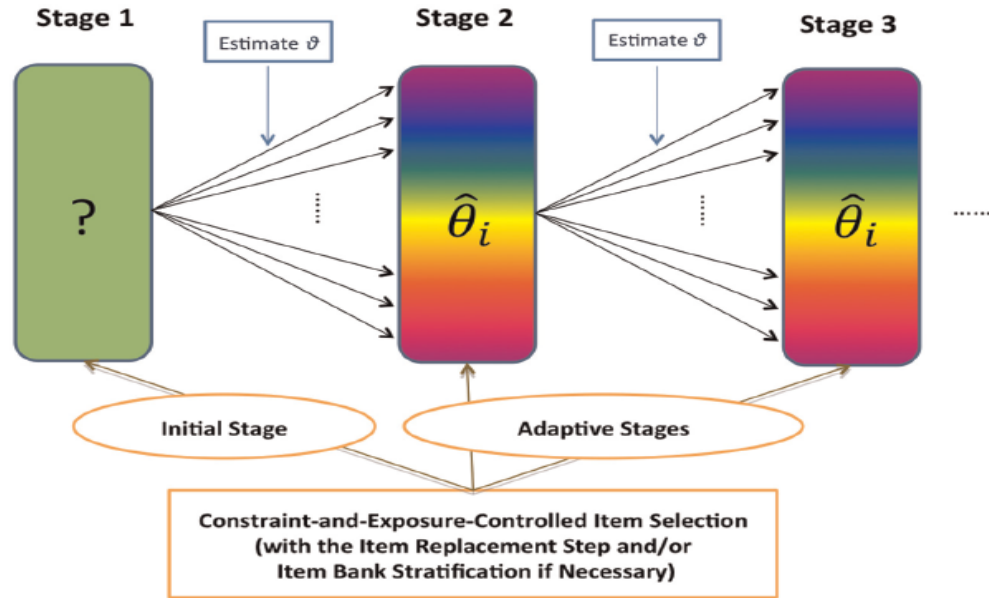 Stage 1
Stage 2
Stage 3
Estimate ϑ
Estimate ϑ
?
θ̂ᵢ
θ̂ᵢ
......
......
......
Initial Stage
Adaptive Stages
Constraint-and-Exposure-Controlled Item Selection
(with the Item Replacement Step and/or
Item Bank Stratification if Necessary)